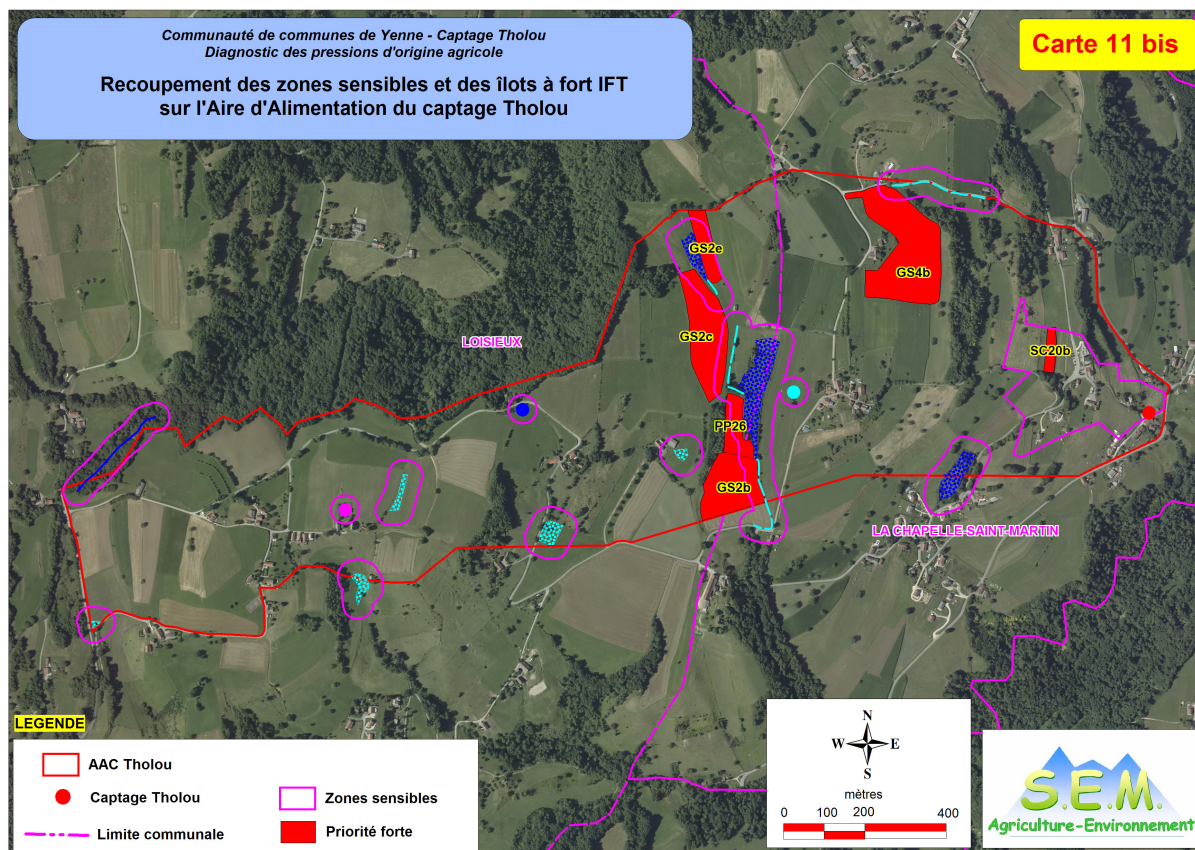 Communauté de communes de Yenne - Captage Tholou
Diagnostic des pressions d'origine agricole
Recoupement des zones sensibles et des îlots à fort IFT
sur l'Aire d'Alimentation du captage Tholou
Carte 11 bis
GS2e
GS4b
GS2c
LOISIEUX
SC20b
PP26
GS2b
LA CHAPELLE-SAINT-MARTIN
LEGENDE
AAC Tholou
Captage Tholou
Zones sensibles
Limite communale
Priorité forte
N
W E
S
mètres
0 100 200 400
S.E.M.
Agriculture-Environnement